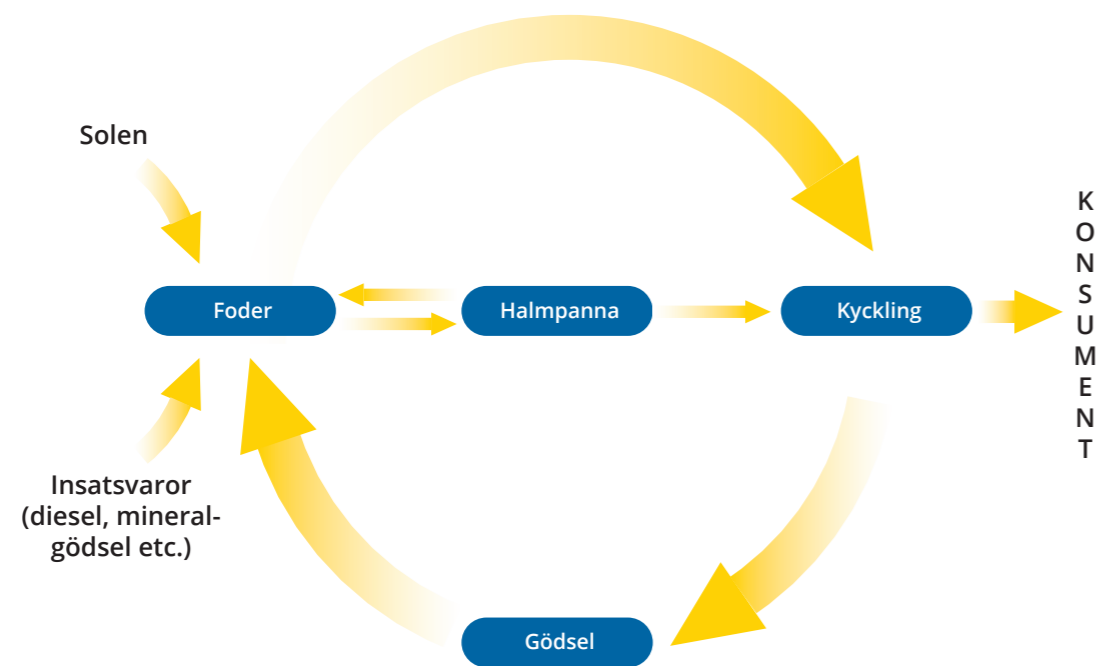 Solen
Foder
Halmpanna
Kyckling
K
O
N
S
U
M
E
N
T
Insatsvaror
(diesel, mineral-
gödsel etc.)
Gödsel